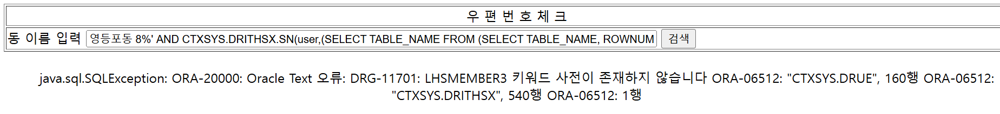 우 편 번 호 체 크
동 이름 입력 영등포동 8%' AND CTXSYS.DRITHSX.SN(user,(SELECT TABLE_NAME FROM (SELECT TABLE_NAME, ROWNUM 검색
java.sql.SQLException: ORA-20000: Oracle Text 오류: DRG-11701: LHSMEMBER3 키워드 사전이 존재하지 않습니다 ORA-06512: "CTXSYS.DRUE", 160행 ORA-06512:
"CTXSYS.DRITHSX", 540행 ORA-06512: 1행